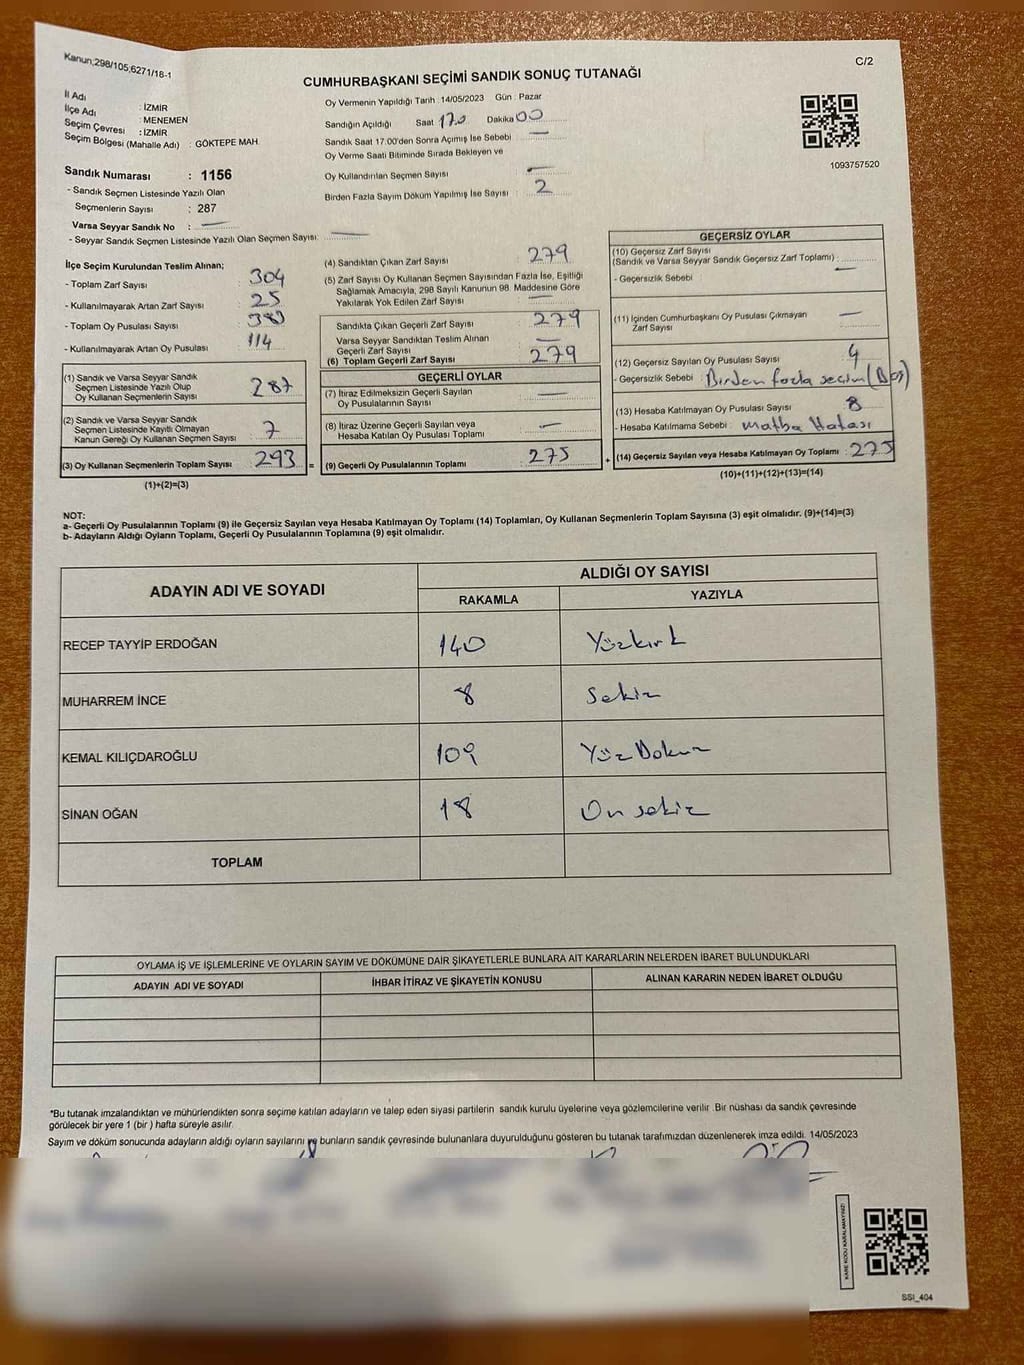 Kanun;298/105,6271/18-1
C/2
CUMHURBAŞKANI SEÇİMİ SANDIK SONUÇ TUTANAĞI
İl Adı : İZMİR
İlçe Adı : MENEMEN
Seçim Çevresi : İZMİR
Seçim Bölgesi (Mahalle Adı) : GÖKTEPE MAH.
Sandık Numarası : 1156
- Sandık Seçmen Listesinde Yazılı Olan
Seçmenlerin Sayısı : 287
Varsa Seyyar Sandık No : —
- Seyyar Sandık Seçmen Listesinde Yazılı Olan Seçmen Sayısı: —
Oy Vermenin Yapıldığı Tarih :14/05/2023 Gün : Pazar
Sandığın Açıldığı Saat 17.0 Dakika 00
Sandık Saat 17.00'den Sonra Açımış İse Sebebi : —
Oy Verme Saati Bitiminde Sırada Bekleyen ve
Oy Kullandırılan Seçmen Sayısı : —
Birden Fazla Sayım Döküm Yapılmış İse Sayısı : 2
1093757520
İlçe Seçim Kurulundan Teslim Alınan;
- Toplam Zarf Sayısı : 304
- Kullanılmayarak Artan Zarf Sayısı : 25
- Toplam Oy Pusulası Sayısı :
- Kullanılmayarak Artan Oy Pusulası : 114
(1) Sandık ve Varsa Seyyar Sandık
Seçmen Listesinde Yazılı Olup
Oy Kullanan Seçmenlerin Sayısı : 287
(2) Sandık ve Varsa Seyyar Sandık
Seçmen Listesinde Kayıtlı Olmayan
Kanun Gereği Oy Kullanan Seçmen Sayısı : 7
(3) Oy Kullanan Seçmenlerin Toplam Sayısı : 293
(1)+(2)=(3)
(4) Sandıktan Çıkan Zarf Sayısı : 279
(5) Zarf Sayısı Oy Kullanan Seçmen Sayısından Fazla İse, Eşitliği
Sağlamak Amacıyla, 298 Sayılı Kanunun 98. Maddesine Göre
Yakılarak Yok Edilen Zarf Sayısı : —
Sandıkta Çıkan Geçerli Zarf Sayısı : 279
Varsa Seyyar Sandıktan Teslim Alınan
Geçerli Zarf Sayısı : —
(6) Toplam Geçerli Zarf Sayısı : 279
GEÇERLİ OYLAR
(7) İtiraz Edilmeksizin Geçerli Sayılan
Oy Pusulalarının Sayısı : —
(8) İtiraz Üzerine Geçerli Sayılan veya
Hesaba Katılan Oy Pusulaları Toplamı : —
= (9) Geçerli Oy Pusulalarının Toplamı : 275
GEÇERSİZ OYLAR
(10) Geçersiz Zarf Sayısı
(Sandık ve Varsa Seyyar Sandık Geçersiz Zarf Toplamı) : —
- Geçersizlik Sebebi
(11) İçinden Cumhurbaşkanı Oy Pusulası Çıkmayan
Zarf Sayısı : —
(12) Geçersiz Sayılan Oy Pusulası Sayısı : 4
- Geçersizlik Sebebi : Birden fazla seçim (Boş)
(13) Hesaba Katılmayan Oy Pusulası Sayısı : 8
- Hesaba Katılmama Sebebi : matba Hatası
+ (14) Geçersiz Sayılan veya Hesaba Katılmayan Oy Toplamı : 275
(10)+(11)+(12)+(13)=(14)
NOT:
a- Geçerli Oy Pusulalarının Toplamı (9) ile Geçersiz Sayılan veya Hesaba Katılmayan Oy Toplamı (14) Toplamları, Oy Kullanan Seçmenlerin Toplam Sayısına (3) eşit olmalıdır. (9)+(14)=(3)
b- Adayların Aldığı Oyların Toplamı, Geçerli Oy Pusulalarının Toplamına (9) eşit olmalıdır.
ADAYIN ADI VE SOYADI ALDIĞI OY SAYISI
RAKAMLA YAZIYLA
RECEP TAYYİP ERDOĞAN 140 Yüzkırk
MUHARREM İNCE 8 Sekiz
KEMAL KILIÇDAROĞLU 109 Yüz Dokuz
SİNAN OĞAN 18 On sekiz
TOPLAM
OYLAMA İŞ VE İŞLEMLERİNE VE OYLARIN SAYIM VE DÖKÜMÜNE DAİR ŞİKAYETLERLE BUNLARA AİT KARARLARIN NELERDEN İBARET BULUNDUKLARI
ADAYIN ADI VE SOYADI İHBAR İTİRAZ VE ŞİKAYETİN KONUSU ALINAN KARARIN NEDEN İBARET OLDUĞU
*Bu tutanak imzalandıktan ve mühürlendikten sonra seçime katılan adayların ve talep eden siyasi partilerin sandık kurulu üyelerine veya gözlemcilerine verilir .Bir nüshası da sandık çevresinde
görülecek bir yere 1 (bir ) hafta süreyle asılır.
Sayım ve döküm sonucunda adayların aldığı oyların sayılarını ve bunların sandık çevresinde bulunanlara duyurulduğunu gösteren bu tutanak tarafımızdan düzenlenerek imza edildi. 14/05/2023
KARE KODU KARALAMAYINIZ!
SSI_404